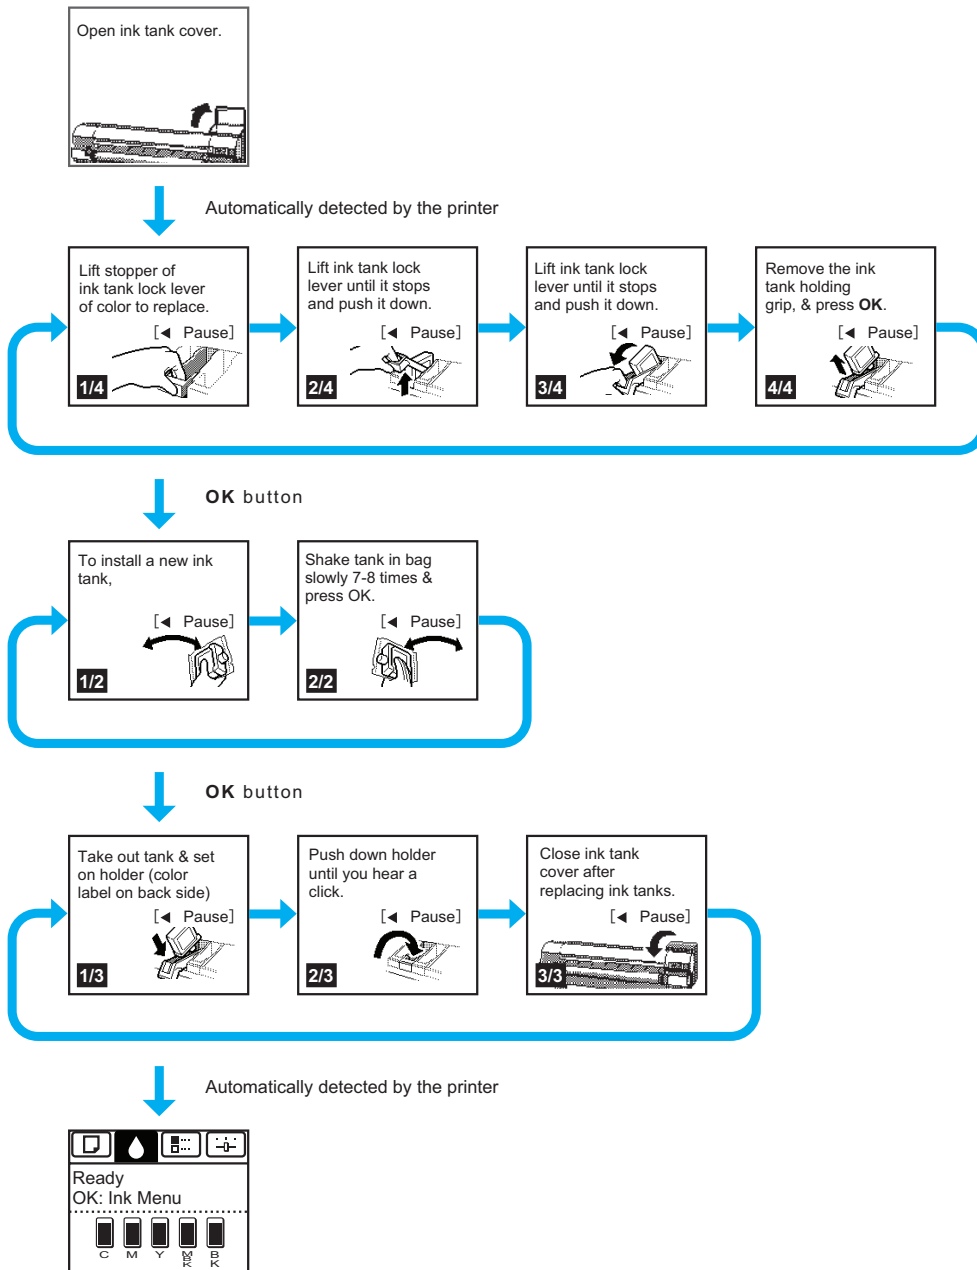 Open ink tank cover.
Automatically detected by the printer
Lift stopper of
ink tank lock lever
of color to replace.
[◀ Pause]
1/4
Lift ink tank lock
lever until it stops
and push it down.
[◀ Pause]
2/4
Lift ink tank lock
lever until it stops
and push it down.
[◀ Pause]
3/4
Remove the ink
tank holding
grip, & press OK.
[◀ Pause]
4/4
OK button
To install a new ink
tank,
[◀ Pause]
1/2
Shake tank in bag
slowly 7-8 times &
press OK.
[◀ Pause]
2/2
OK button
Take out tank & set
on holder (color
label on back side)
[◀ Pause]
1/3
Push down holder
until you hear a
click.
[◀ Pause]
2/3
Close ink tank
cover after
replacing ink tanks.
[◀ Pause]
3/3
Automatically detected by the printer
Ready
OK: Ink Menu
C M Y MBK BK